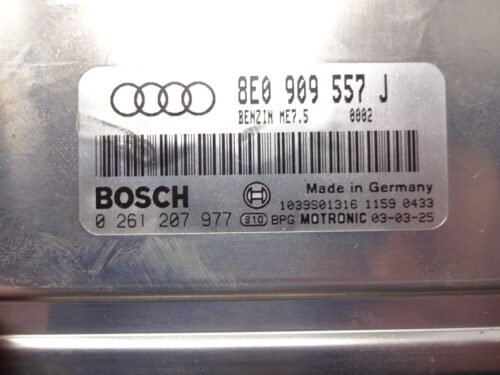 8E0 909 557 J
BENZIN ME7.5 0002
BOSCH
Made in Germany
1039S01316 1159 0433
0 261 207 977 810 BPG MOTRONIC 03-03-25